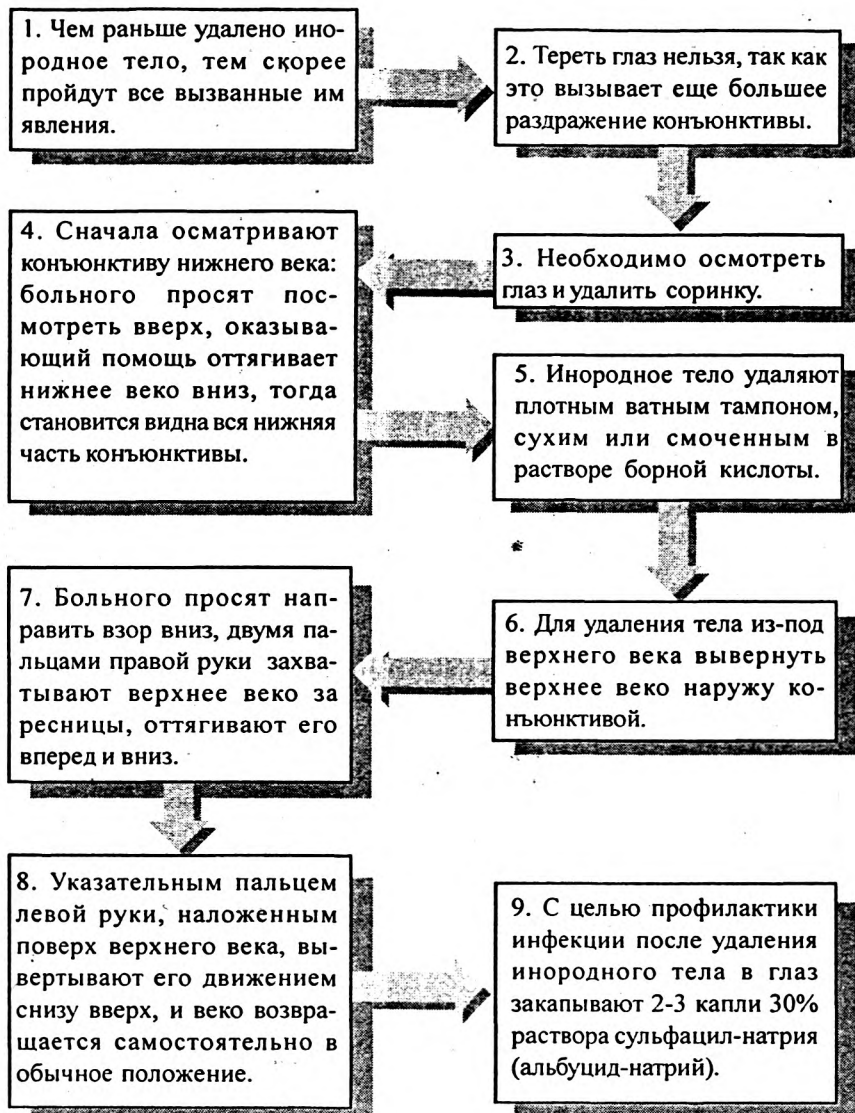 1. Чем раньше удалено ино-
родное тело, тем скорее
пройдут все вызванные им
явления.
2. Тереть глаз нельзя, так как
это вызывает еще большее
раздражение конъюнктивы.
3. Необходимо осмотреть
глаз и удалить соринку.
4. Сначала осматривают
конъюнктиву нижнего века:
больного просят пос-
мотреть вверх, оказываю-
ющий помощь оттягивает
нижнее веко вниз, тогда
становится видна вся нижняя
часть конъюнктивы.
5. Инородное тело удаляют
плотным ватным тампоном,
сухим или смоченным в
растворе борной кислоты.
6. Для удаления тела из-под
верхнего века вывернуть
верхнее веко наружу ко-
нъюнктивой.
7. Больного просят нап-
равить взор вниз, двумя па-
льцами правой руки захва-
тывают верхнее веко за
ресницы, оттягивают его
вперед и вниз.
8. Указательным пальцем
левой руки, наложенным
поверх верхнего века, вы-
вертывают его движением
снизу вверх, и веко возвра-
щается самостоятельно в
обычное положение.
9. С целью профилактики
инфекции после удаления
инородного тела в глаз
закапывают 2-3 капли 30%
раствора сульфацил-натрия
(альбуцид-натрий).